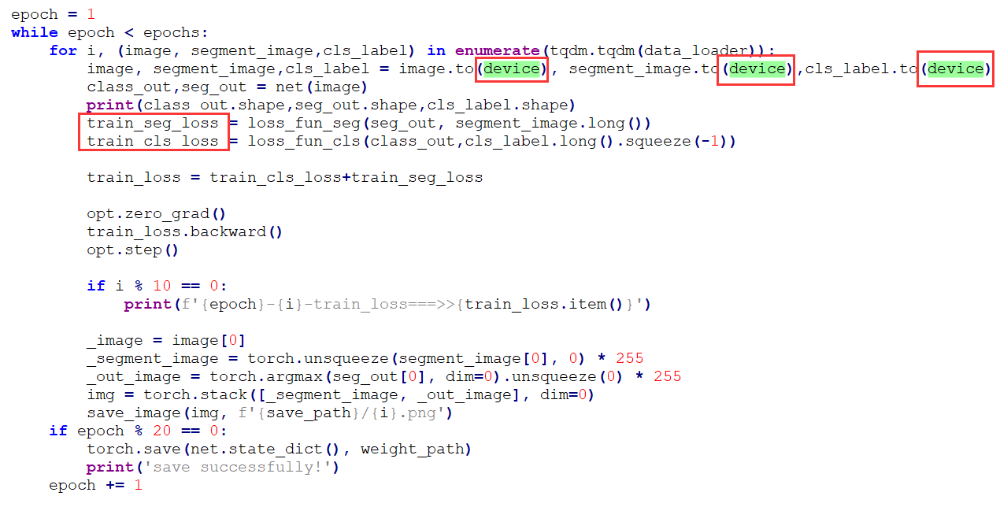 epoch = 1
while epoch < epochs:
    for i, (image, segment_image,cls_label) in enumerate(tqdm.tqdm(data_loader)):
        image, segment_image,cls_label = image.to(device), segment_image.to(device),cls_label.to(device)
        class_out,seg_out = net(image)
        print(class_out.shape,seg_out.shape,cls_label.shape)
        train_seg_loss = loss_fun_seg(seg_out, segment_image.long())
        train_cls_loss = loss_fun_cls(class_out,cls_label.long().squeeze(-1))
        train_loss = train_cls_loss+train_seg_loss
        opt.zero_grad()
        train_loss.backward()
        opt.step()
        if i % 10 == 0:
            print(f'{epoch}-{i}-train_loss===>>{train_loss.item()}')
        _image = image[0]
        _segment_image = torch.unsqueeze(segment_image[0], 0) * 255
        _out_image = torch.argmax(seg_out[0], dim=0).unsqueeze(0) * 255
        img = torch.stack([_segment_image, _out_image], dim=0)
        save_image(img, f'{save_path}/{i}.png')
    if epoch % 20 == 0:
        torch.save(net.state_dict(), weight_path)
        print('save successfully!')
    epoch += 1